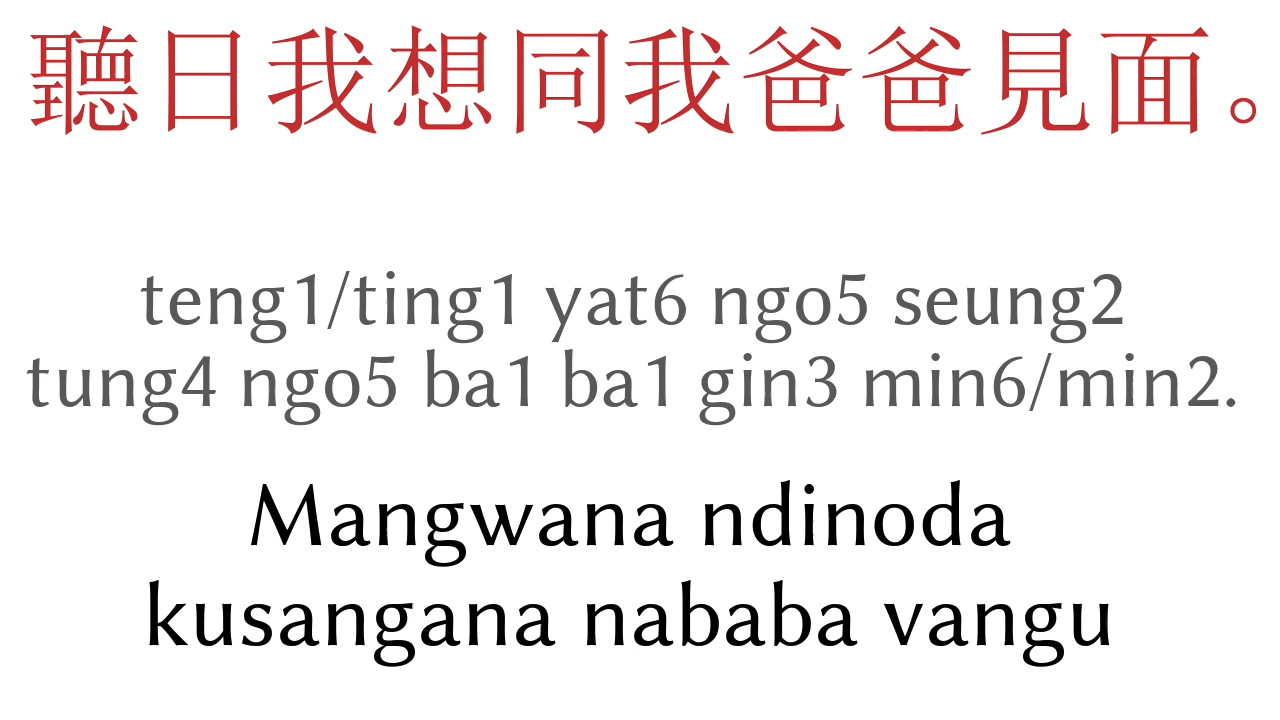 聽日我想同我爸爸見面。
teng1/ting1 yat6 ngo5 seung2
tung4 ngo5 ba1 ba1 gin3 min6/min2.
Mangwana ndinoda
kusangana nababa vangu